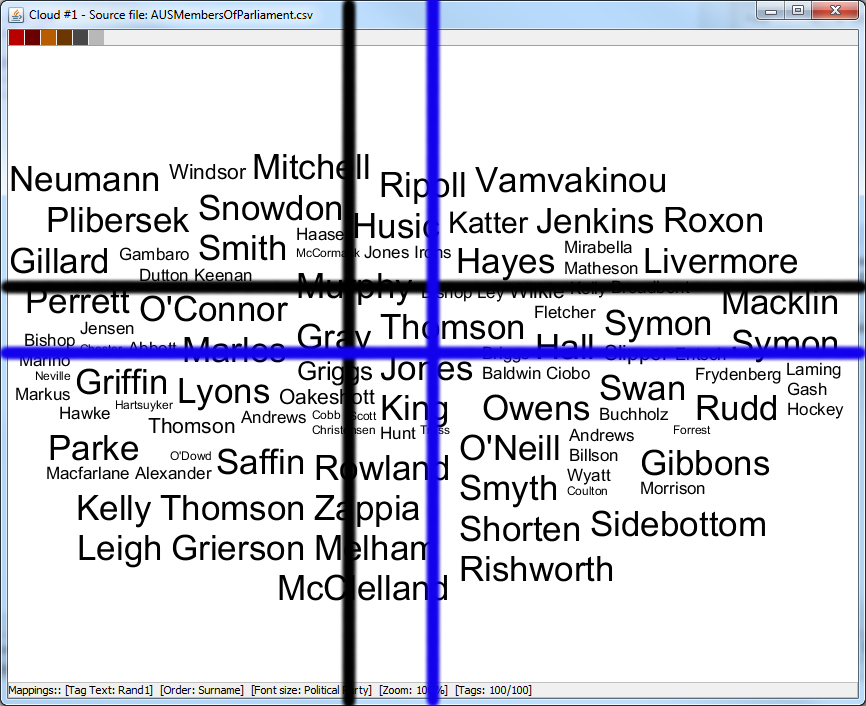 Cloud #1 - Source file: AUSMembersOfParliament.csv
Neumann Windsor Mitchell Ripoll Vamvakinou
Plibersek Snowdon Husic Katter Jenkins Roxon
Haase
Gillard Gambaro Smith McCormack Jones Irons Hayes Mirabella
Matheson Livermore
Dutton Keenan
Murphy Bishop Ley Wilkie Kelly Broadbent
Perrett O'Connor Fletcher Macklin
Jensen Gray Thomson Symon
Bishop Chester Abbott Marles Hall Symon
Briggs Slipper Entsch
Marino
Neville Griffin Lyons Griggs Jones Baldwin Ciobo Swan Frydenberg Laming
Markus Gash
Hawke Hartsuyker Oakeshott King Owens Buchholz Rudd Hockey
Thomson Andrews Cobb Scott
Christensen Hunt Truss Forrest
Parke O'Dowd Saffin Rowland O'Neill Andrews
Billson Gibbons
Macfarlane Alexander Smyth Wyatt
Coulton Morrison
Kelly Thomson Zappia Shorten Sidebottom
Leigh Grierson Melham Rishworth
McClelland
Mappings:: [Tag Text: Rand1] [Order: Surname] [Font size: Political Party] [Zoom: 100%] [Tags: 100/100]